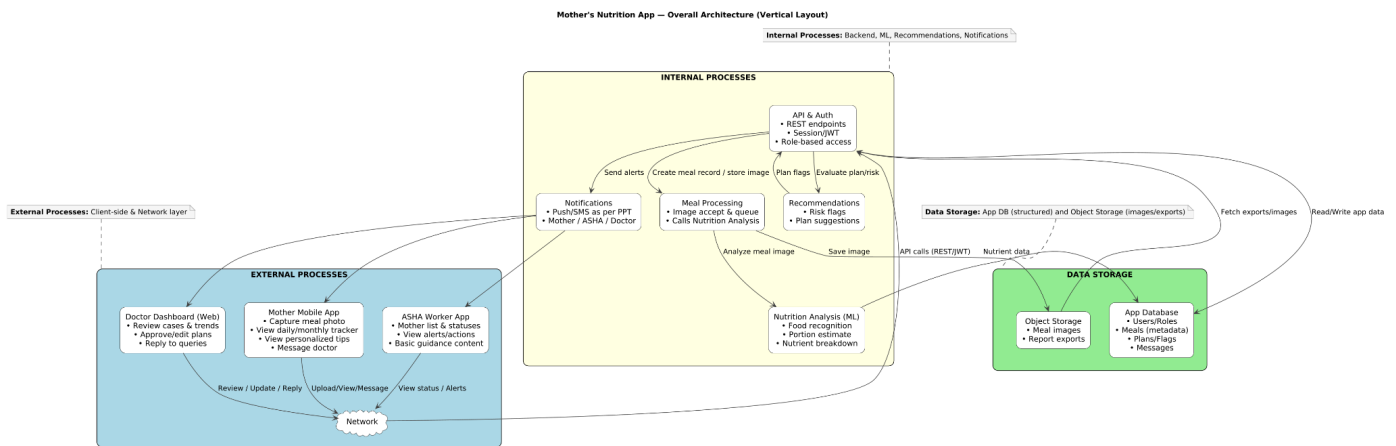 Mother's Nutrition App — Overall Architecture (Vertical Layout)
Internal Processes: Backend, ML, Recommendations, Notifications
INTERNAL PROCESSES
API & Auth
• REST endpoints
• Session/JWT
• Role-based access
Send alerts
Create meal record / store image
Plan flags
Evaluate plan/risk
Notifications
• Push/SMS as per PPT
• Mother / ASHA / Doctor
Meal Processing
• Image accept & queue
• Calls Nutrition Analysis
Recommendations
• Risk flags
• Plan suggestions
External Processes: Client-side & Network layer
Data Storage: App DB (structured) and Object Storage (images/exports)
Fetch exports/images
Read/Write app data
Analyze meal image
Save image
API calls (REST/JWT)
Nutrient data
EXTERNAL PROCESSES
DATA STORAGE
Doctor Dashboard (Web)
• Review cases & trends
• Approve/edit plans
• Reply to queries
Mother Mobile App
• Capture meal photo
• View daily/monthly tracker
• View personalized tips
• Message doctor
ASHA Worker App
• Mother list & statuses
• View alerts/actions
• Basic guidance content
Nutrition Analysis (ML)
• Food recognition
• Portion estimate
• Nutrient breakdown
Object Storage
• Meal images
• Report exports
App Database
• Users/Roles
• Meals (metadata)
• Plans/Flags
• Messages
Review / Update / Reply
Upload/View/Message
View status / Alerts
Network